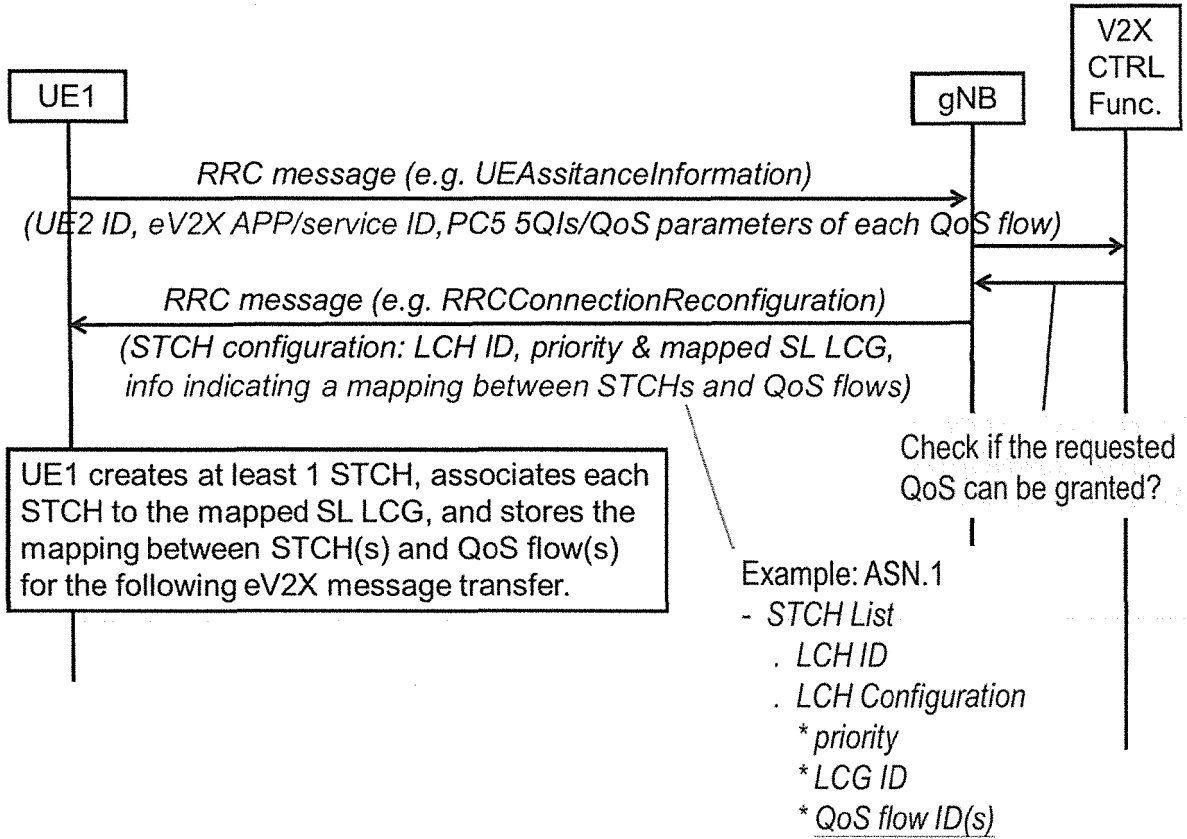 V2X
CTRL
Func.
UE1
gNB
RRC message (e.g. UEAssitanceInformation)
(UE2 ID, eV2X APP/service ID, PC5 5QIs/QoS parameters of each QoS flow)
RRC message (e.g. RRCConnectionReconfiguration)
(STCH configuration: LCH ID, priority & mapped SL LCG,
info indicating a mapping between STCHs and QoS flows)
Check if the requested
QoS can be granted?
UE1 creates at least 1 STCH, associates each
STCH to the mapped SL LCG, and stores the
mapping between STCH(s) and QoS flow(s)
for the following eV2X message transfer.
Example: ASN.1
- STCH List
. LCH ID
. LCH Configuration
* priority
* LCG ID
* QoS flow ID(s)